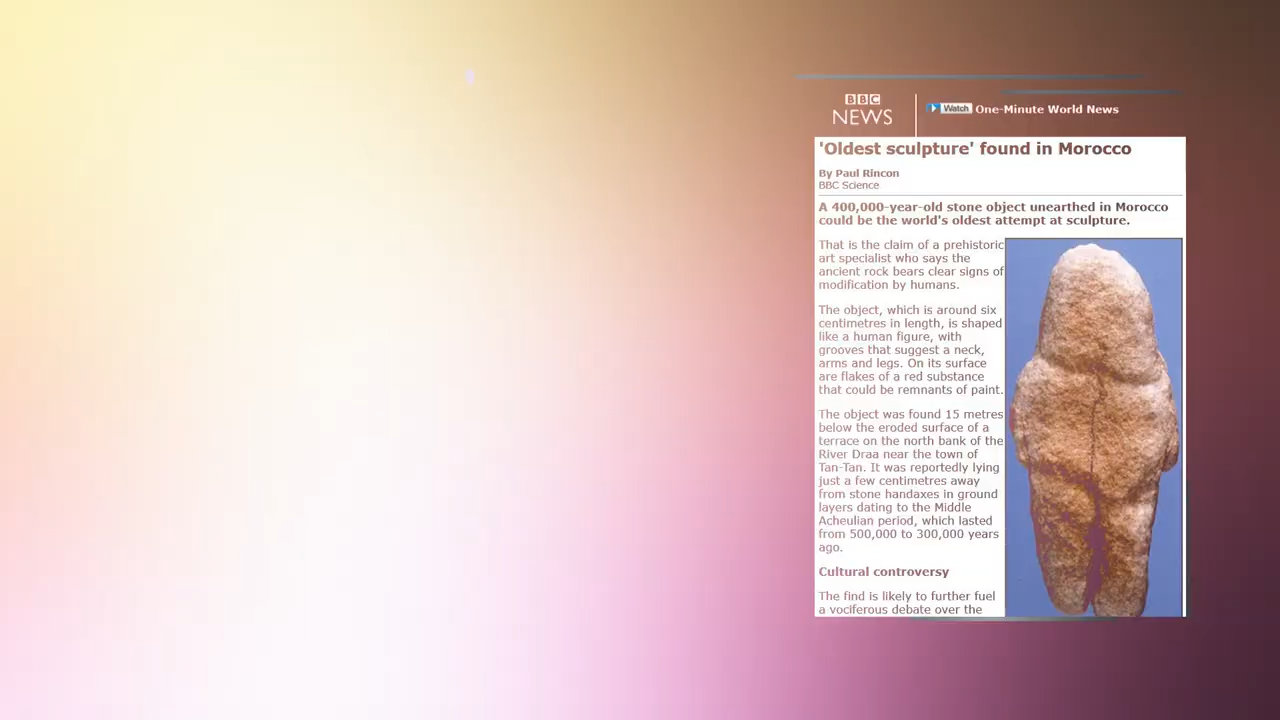 BBC
NEWS
Watch One-Minute World News
'Oldest sculpture' found in Morocco
By Paul Rincon
BBC Science
A 400,000-year-old stone object unearthed in Morocco
could be the world's oldest attempt at sculpture.
That is the claim of a prehistoric
art specialist who says the
ancient rock bears clear signs of
modification by humans.
The object, which is around six
centimetres in length, is shaped
like a human figure, with
grooves that suggest a neck,
arms and legs. On its surface
are flakes of a red substance
that could be remnants of paint.
The object was found 15 metres
below the eroded surface of a
terrace on the north bank of the
River Draa near the town of
Tan-Tan. It was reportedly lying
just a few centimetres away
from stone handaxes in ground
layers dating to the Middle
Acheulian period, which lasted
from 500,000 to 300,000 years
ago.
Cultural controversy
The find is likely to further fuel
a vociferous debate over the